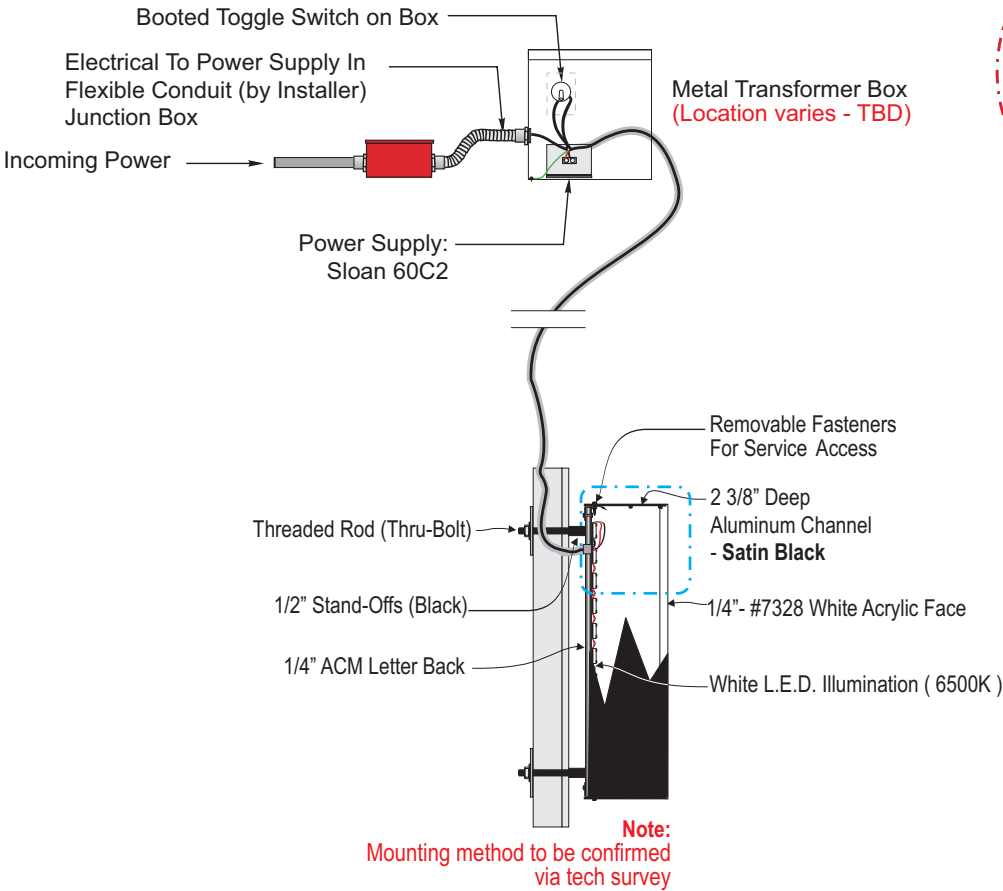 Booted Toggle Switch on Box
Electrical To Power Supply In
Flexible Conduit (by Installer)
Junction Box
Metal Transformer Box
(Location varies - TBD)
Incoming Power
Power Supply:
Sloan 60C2
Removable Fasteners
For Service Access
2 3/8” Deep
Aluminum Channel
- Satin Black
Threaded Rod (Thru-Bolt)
1/2” Stand-Offs (Black)
1/4”- #7328 White Acrylic Face
1/4” ACM Letter Back
White L.E.D. Illumination ( 6500K )
Note:
Mounting method to be confirmed
via tech survey